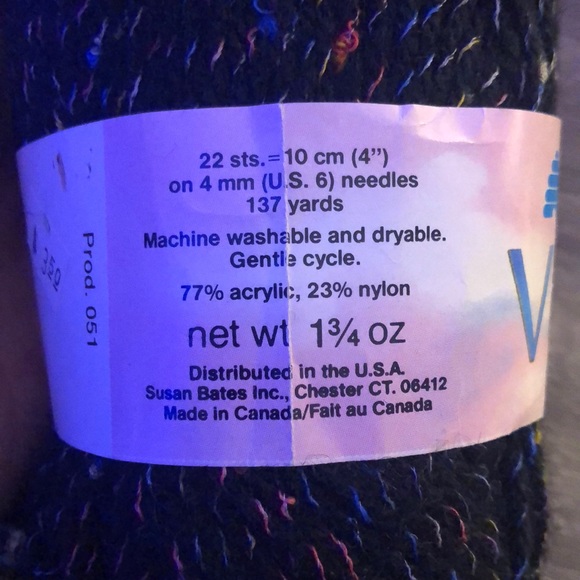 22 sts.=10 cm (4”)
on 4 mm (U.S. 6) needles
137 yards
Machine washable and dryable.
Gentle cycle.
77% acrylic, 23% nylon
net wt 1¾ oz
Distributed in the U.S.A.
Susan Bates Inc., Chester CT. 06412
Made in Canada/Fait au Canada
Prod. 051
V